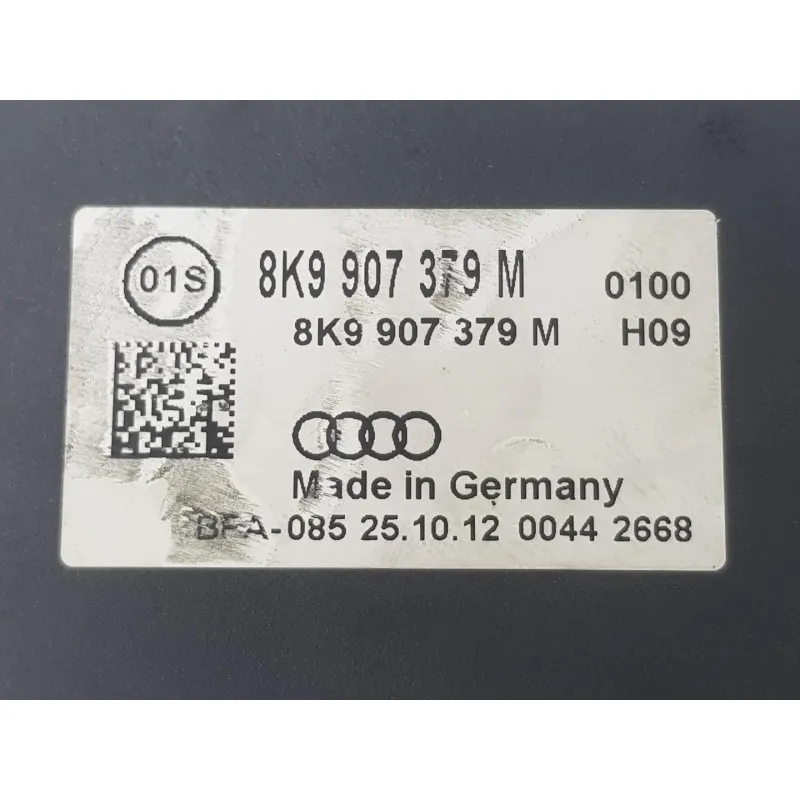 01S
8K9 907 379 M 0100
8K9 907 379 M H09
Made in Germany
BFA-085 25.10.12 0044 2668